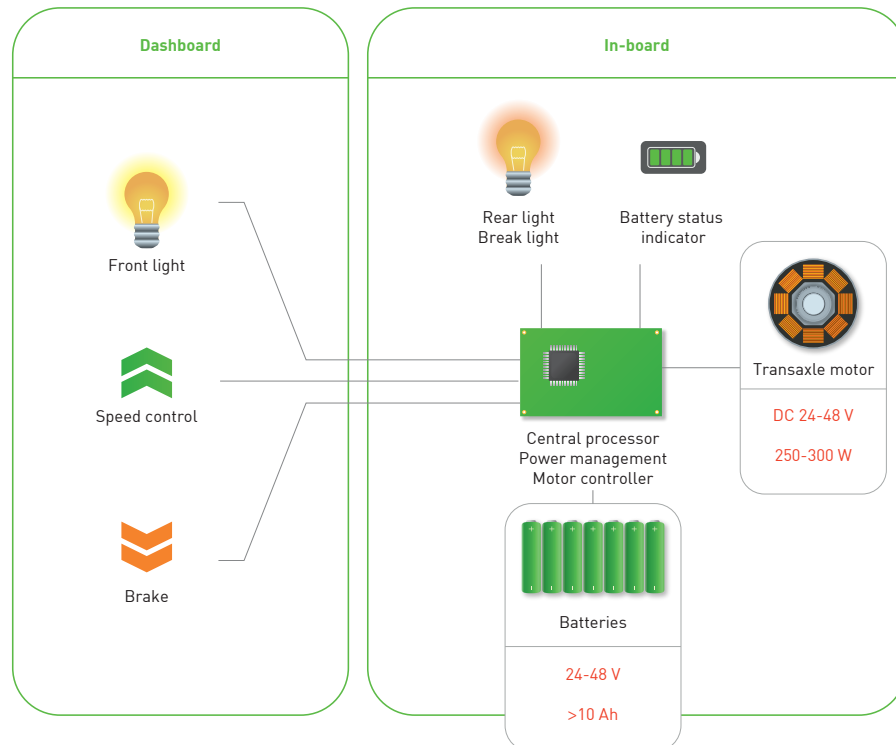 Dashboard
In-board
Front light
Speed control
Brake
Rear light
Break light
Battery status
indicator
Transaxle motor
DC 24-48 V
250-300 W
Central processor
Power management
Motor controller
Batteries
24-48 V
>10 Ah